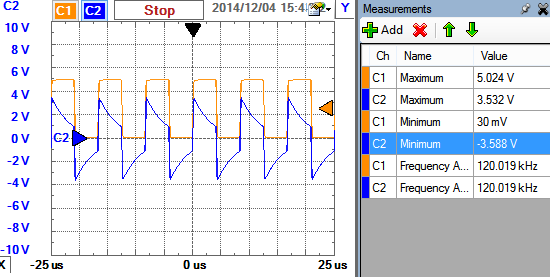 C2 C1 C2 Stop 2014/12/04 15:4 Y
10 V
8 V
6 V
4 V
2 V
C2 0 V
-2 V
-4 V
-6 V
-8 V
-10 V
X -25 us 0 us 25 us
Measurements
Add
Ch Name Value
C1 Maximum 5.024 V
C2 Maximum 3.532 V
C1 Minimum 30 mV
C2 Minimum -3.588 V
C1 Frequency A... 120.019 kHz
C2 Frequency A... 120.019 kHz